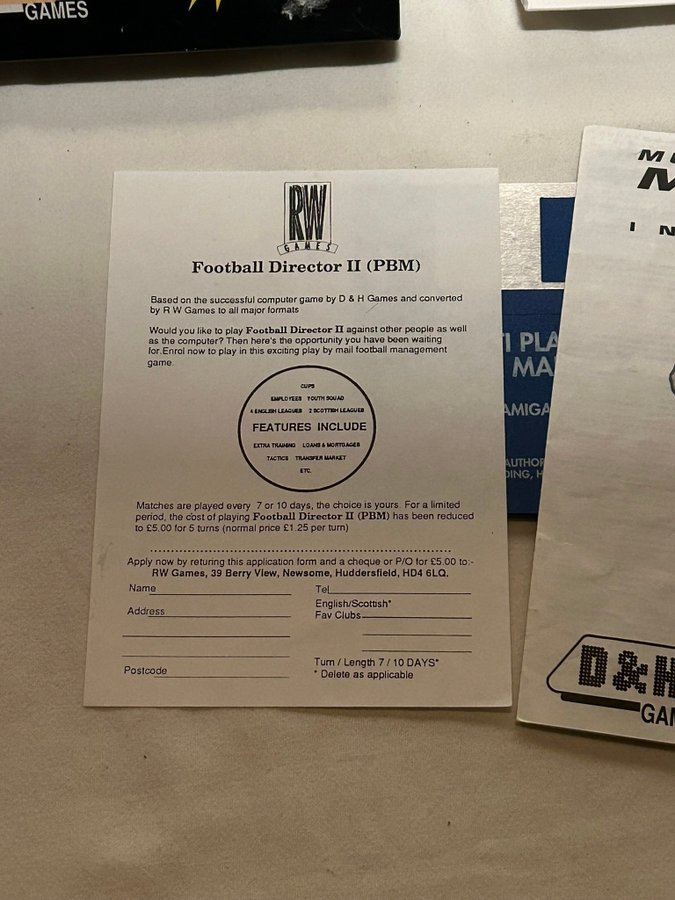 GAMES
RW
GAMES
Football Director II (PBM)
Based on the successful computer game by D & H Games and converted
by R W Games to all major formats
Would you like to play Football Director II against other people as well
as the computer? Then here's the opportunity you have been waiting
for.Enrol now to play in this exciting play by mail football management
game.
CUPS
EMPLOYEES YOUTH SQUAD
4 ENGLISH LEAGUES 2 SCOTTISH LEAGUES
FEATURES INCLUDE
EXTRA TRAINING LOANS & MORTGAGES
TACTICS TRANSFER MARKET
ETC.
Matches are played every 7 or 10 days, the choice is yours. For a limited
period, the cost of playing Football Director II (PBM) has been reduced
to £5.00 for 5 turns (normal price £1.25 per turn)
Apply now by returing this application form and a cheque or P/O for £5.00 to:-
RW Games, 39 Berry View, Newsome, Huddersfield, HD4 6LQ.
Name
Tel
Address
English/Scottish*
Fav Clubs
Postcode
Turn / Length 7 / 10 DAYS*
* Delete as applicable
TI PLA
MA
AMIGA
AUTHOR
DING, H
M
I N
D&H
GAM